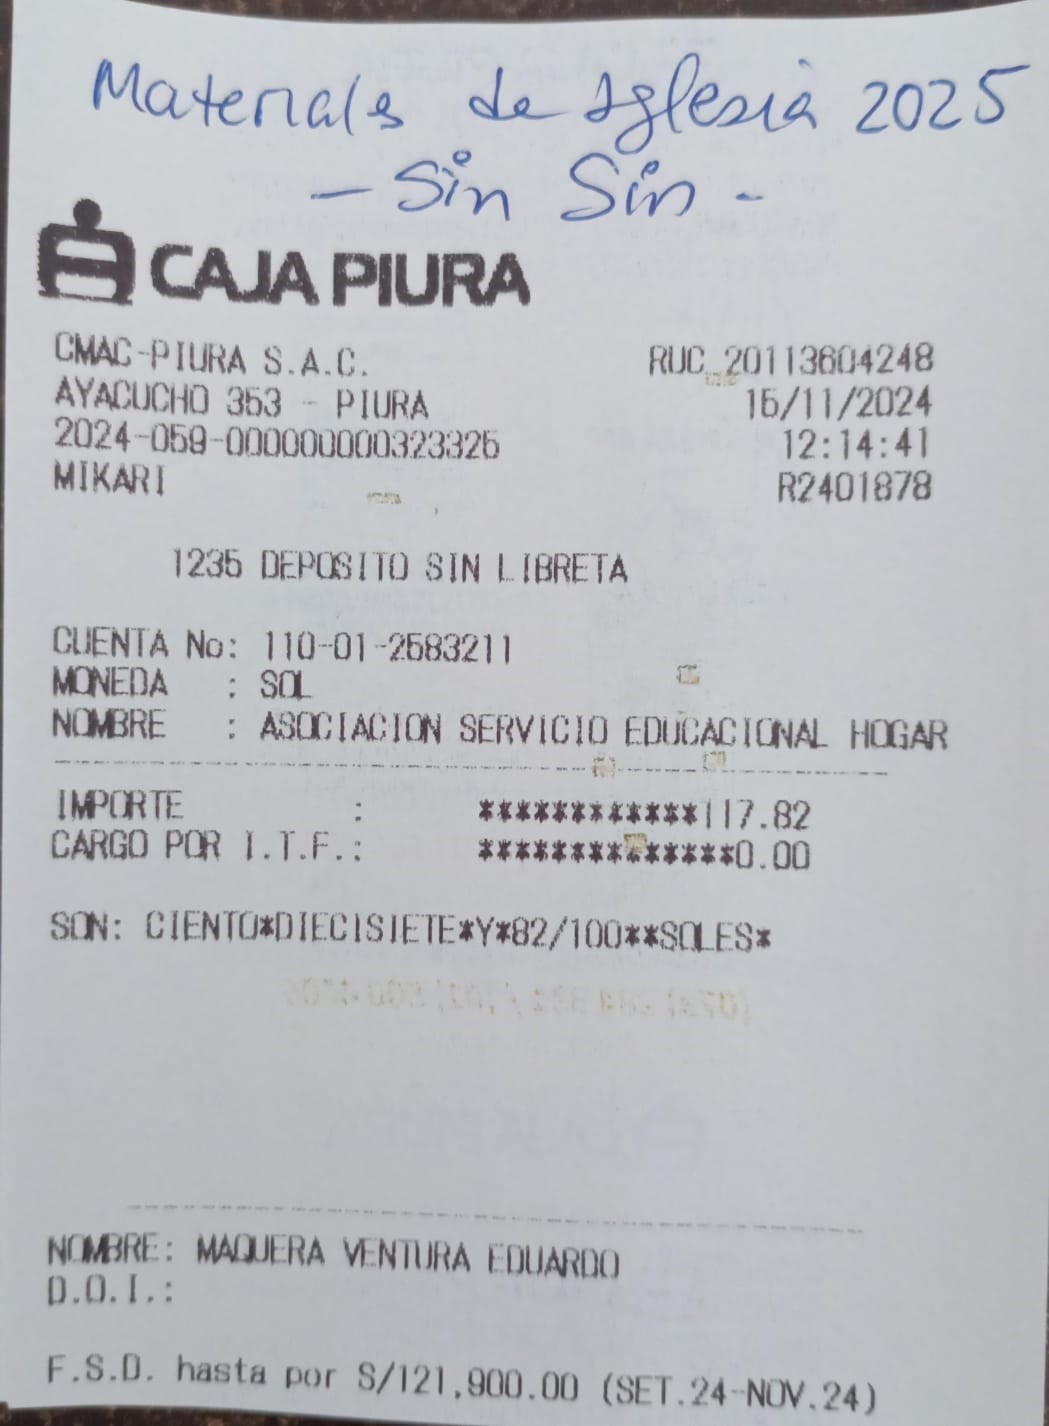 Materiales de Iglesia 2025
- Sin Sin -
CAJA PIURA
CMAC-PIURA S.A.C. RUC 20113604248
AYACUCHO 353 - PIURA 15/11/2024
2024-059-000000000323325 12:14:41
MIKARI R2401878
1235 DEPOSITO SIN LIBRETA
CUENTA No: 110-01-2583211
MONEDA : SOL
NOMBRE : ASOCIACION SERVICIO EDUCACIONAL HOGAR
IMPORTE : ************117.82
CARGO POR I.T.F.: **************0.00
SON: CIENTO*DIECISIETE*Y*82/100**SOLES*
NOMBRE: MAQUERA VENTURA EDUARDO
D.O.I.:
F.S.D. hasta por S/121,900.00 (SET.24-NOV.24)